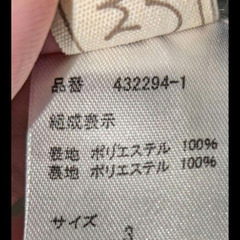 品番 432294-1
組成表示
表地 ポリエステル 100%
裏地 ポリエステル 100%
サイズ
3